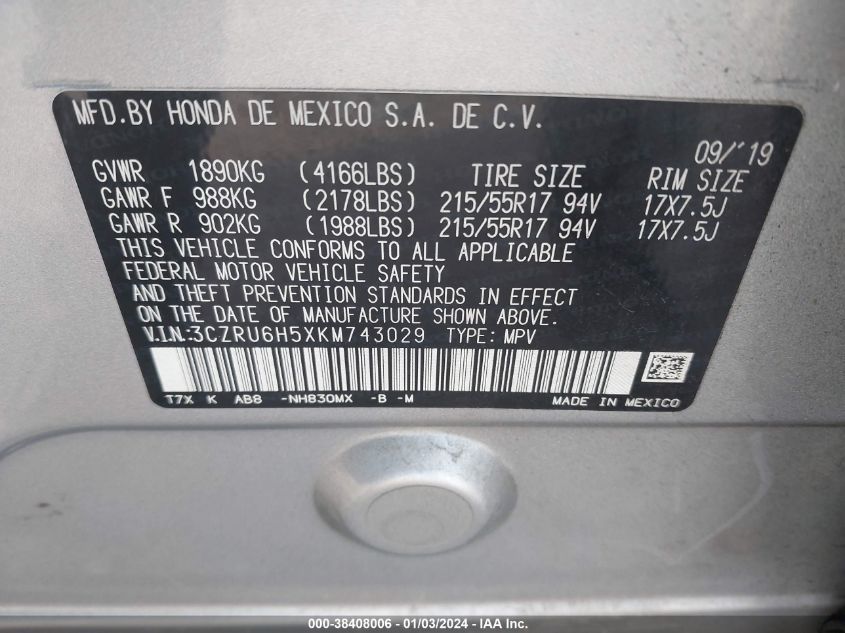 MFD.BY HONDA DE MEXICO S.A. DE C.V.
09/'19
GVWR 1890KG (4166LBS) TIRE SIZE RIM SIZE
GAWR F 988KG (2178LBS) 215/55R17 94V 17X7.5J
GAWR R 902KG (1988LBS) 215/55R17 94V 17X7.5J
THIS VEHICLE CONFORMS TO ALL APPLICABLE
FEDERAL MOTOR VEHICLE SAFETY
AND THEFT PREVENTION STANDARDS IN EFFECT
ON THE DATE OF MANUFACTURE SHOWN ABOVE.
V.I.N:3CZRU6H5XKM743029 TYPE: MPV
T7X K AB8 -NH830MX -B -M MADE IN MEXICO
000-38408006 - 01/03/2024 - IAA Inc.